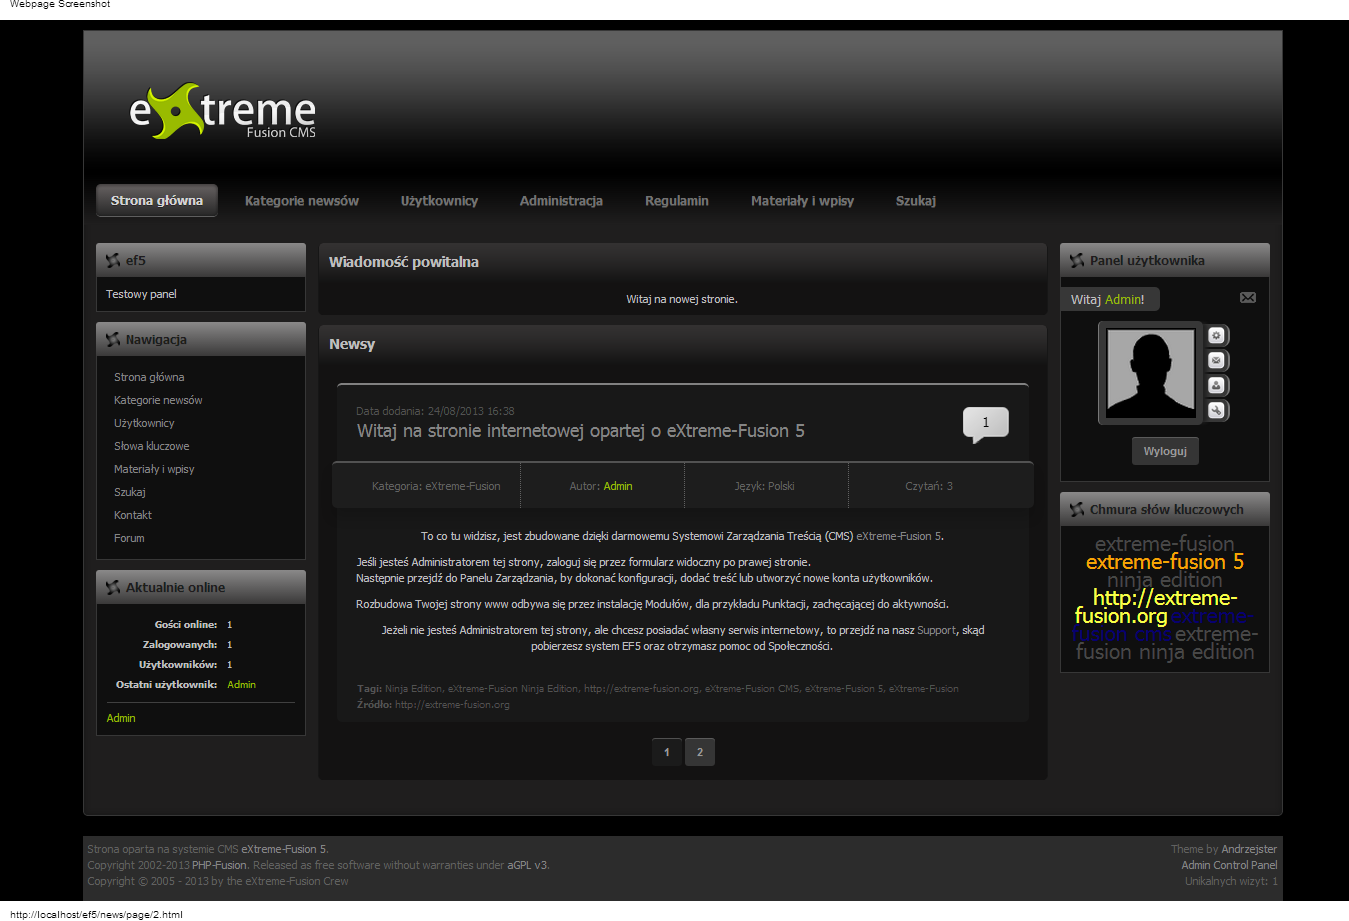 Webpage Screenshot
eXtreme
Fusion CMS
Strona główna Kategorie newsów Użytkownicy Administracja Regulamin Materiały i wpisy Szukaj
ef5
Testowy panel
Nawigacja
Strona główna
Kategorie newsów
Użytkownicy
Słowa kluczowe
Materiały i wpisy
Szukaj
Kontakt
Forum
Aktualnie online
Gości online: 1
Zalogowanych: 1
Użytkowników: 1
Ostatni użytkownik: Admin
Admin
Wiadomość powitalna
Witaj na nowej stronie.
Newsy
Data dodania: 24/08/2013 16:38
Witaj na stronie internetowej opartej o eXtreme-Fusion 5
1
Kategoria: eXtreme-Fusion Autor: Admin Język: Polski Czytań: 3
To co tu widzisz, jest zbudowane dzięki darmowemu Systemowi Zarządzania Treścią (CMS) eXtreme-Fusion 5.
Jeśli jesteś Administratorem tej strony, zaloguj się przez formularz widoczny po prawej stronie.
Następnie przejdź do Panelu Zarządzania, by dokonać konfiguracji, dodać treść lub utworzyć nowe konta użytkowników.
Rozbudowa Twojej strony www odbywa się przez instalację Modułów, dla przykładu Punktacji, zachęcającej do aktywności.
Jeżeli nie jesteś Administratorem tej strony, ale chcesz posiadać własny serwis internetowy, to przejdź na nasz Support, skąd
pobierzesz system EF5 oraz otrzymasz pomoc od Społeczności.
Tagi: Ninja Edition, eXtreme-Fusion Ninja Edition, http://extreme-fusion.org, eXtreme-Fusion CMS, eXtreme-Fusion 5, eXtreme-Fusion
Źródło: http://extreme-fusion.org
1 2
Panel użytkownika
Witaj Admin!
Wyloguj
Chmura słów kluczowych
extreme-fusion
extreme-fusion 5
ninja edition
http://extreme-
fusion.org extreme-
fusion cms extreme-
fusion ninja edition
Strona oparta na systemie CMS eXtreme-Fusion 5.
Copyright 2002-2013 PHP-Fusion. Released as free software without warranties under aGPL v3.
Copyright © 2005 - 2013 by the eXtreme-Fusion Crew
Theme by Andrzejster
Admin Control Panel
Unikalnych wizyt: 1
http://localhost/ef5/news/page/2.html